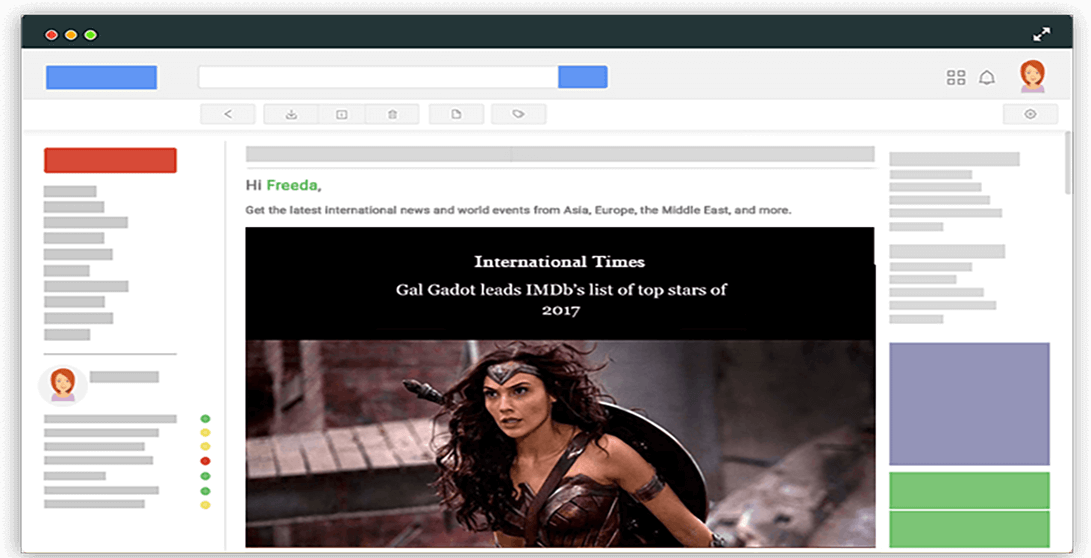 Hi Freeda,
Get the latest international news and world events from Asia, Europe, the Middle East, and more.
International Times
Gal Gadot leads IMDb's list of top stars of
2017